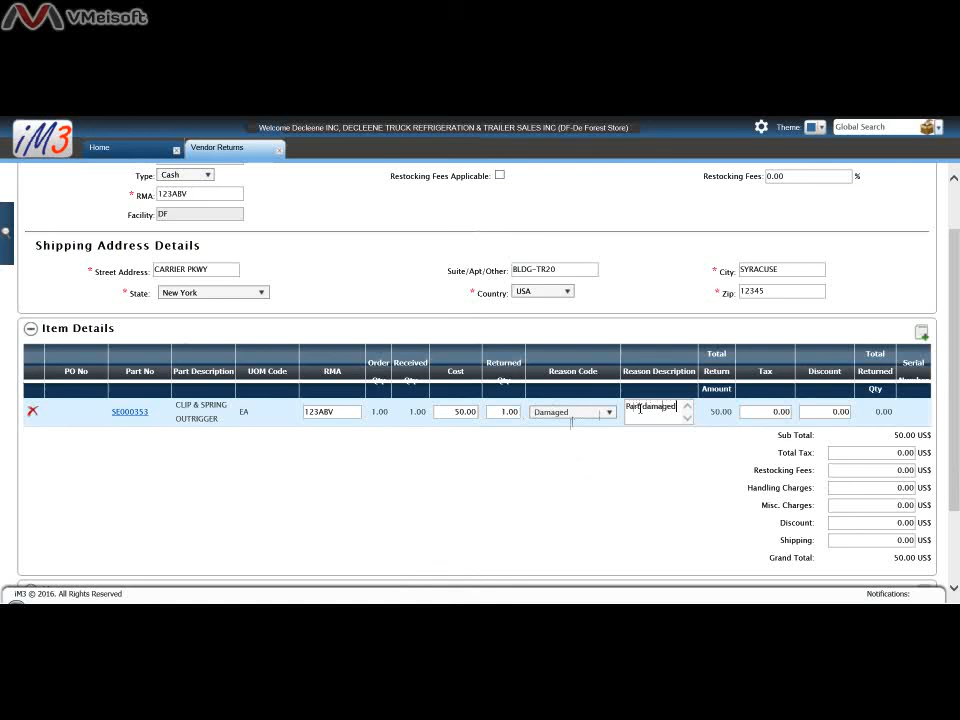 VMeisoft
iM3
Welcome Decleene INC, DECLEENE TRUCK REFRIGERATION & TRAILER SALES INC (DF-De Forest Store)
Theme:
Global Search
Home
Vendor Returns
Type: Cash
Restocking Fees Applicable:
Restocking Fees: 0.00 %
* RMA: 123ABV
Facility: DF
Shipping Address Details
* Street Address: CARRIER PKWY
Suite/Apt/Other: BLDG-TR20
* City: SYRACUSE
* State: New York
* Country: USA
* Zip: 12345
Item Details
PO No
Part No
Part Description
UOM Code
RMA
Order
Received
Cost
Returned
Reason Code
Reason Description
Total
Return
Amount
Tax
Discount
Total
Returned
Qty
Serial
SE000353
CLIP & SPRING
OUTRIGGER
EA
123ABV
1.00
1.00
50.00
1.00
Damaged
Part damaged
50.00
0.00
0.00
0.00
Sub Total: 50.00 US$
Total Tax: 0.00 US$
Restocking Fees: 0.00 US$
Handling Charges: 0.00 US$
Misc. Charges: 0.00 US$
Discount: 0.00 US$
Shipping: 0.00 US$
Grand Total: 50.00 US$
iM3 © 2016. All Rights Reserved
Notifications: